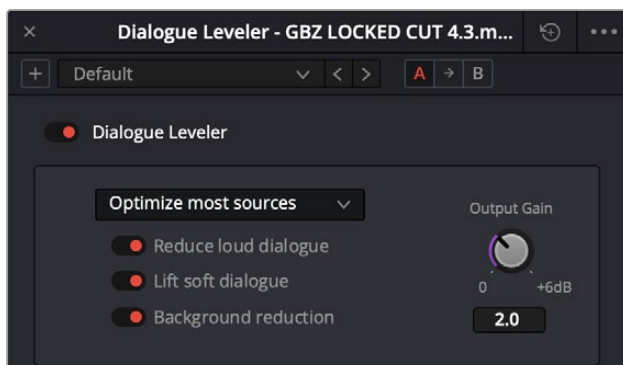 Dialogue Leveler - GBZ LOCKED CUT 4.3.m...
Default
A B
Dialogue Leveler
Optimize most sources
Output Gain
Reduce loud dialogue
Lift soft dialogue
0 +6dB
Background reduction
2.0